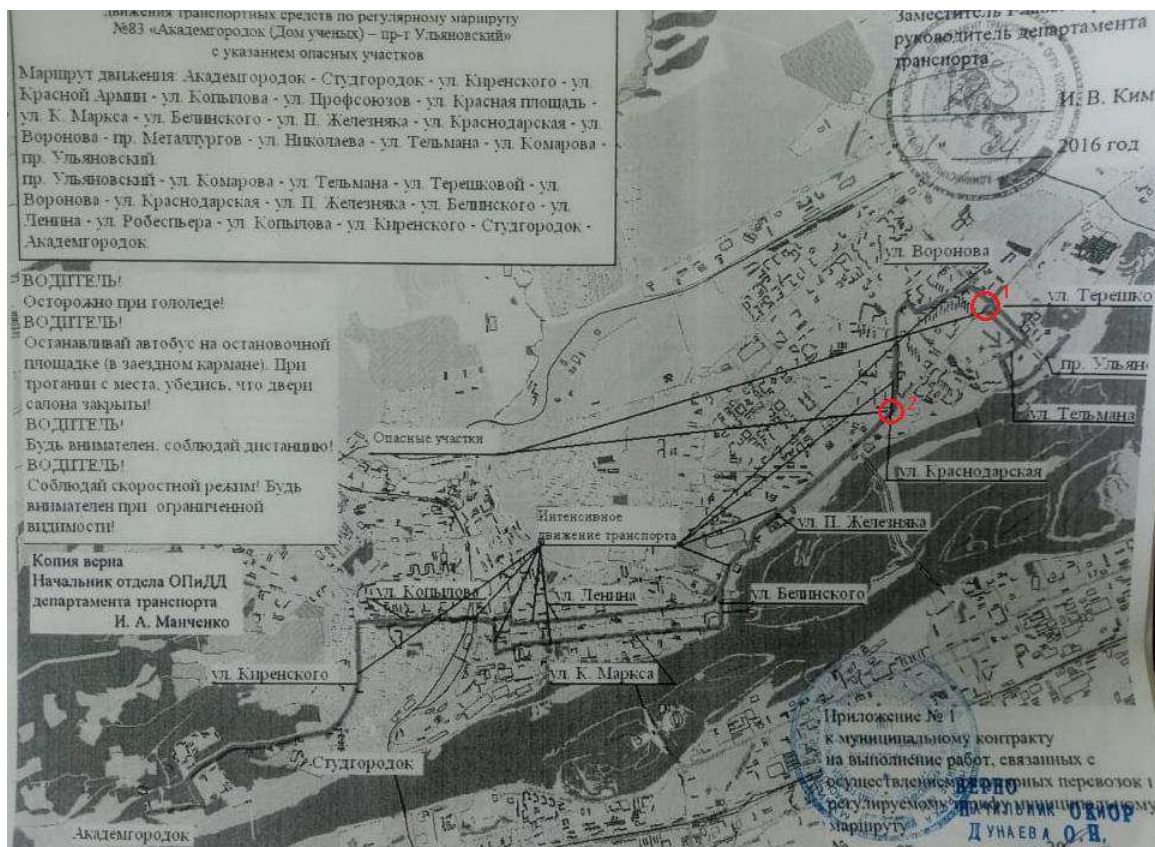 движения транспортных средств по регулярному маршруту
№83 «Академгородок (Дом ученых) – пр-т Ульяновский»
с указанием опасных участков
Маршрут движения: Академгородок - Студгородок - ул. Киренского - ул.
Красной Армии - ул. Копылова - ул. Профсоюзов - ул. Красная площадь -
ул. К. Маркса - ул. Белинского - ул. П. Железняка - ул. Краснодарская - ул.
Воронова - пр. Металлургов - ул. Николаева - ул. Тельмана - ул. Комарова -
пр. Ульяновский.
пр. Ульяновский - ул. Комарова - ул. Тельмана - ул. Терешковой - ул.
Воронова - ул. Краснодарская - ул. П. Железняка - ул. Белинского - ул.
Ленина - ул. Робеспьера - ул. Копылова - ул. Киренского - Студгородок -
Академгородок.
Заместитель
руководитель департамента
транспорта
И. В. Ким
2016 год
ВОДИТЕЛЬ!
Осторожно при гололеде!
ВОДИТЕЛЬ!
Останавливай автобус на остановочной
площадке (в заездном кармане). При
трогании с места, убедись, что двери
салона закрыты!
ВОДИТЕЛЬ!
Будь внимателен, соблюдай дистанцию!
ВОДИТЕЛЬ!
Соблюдай скоростной режим! Будь
внимателен при ограниченной
видимости!
Копия верна
Начальник отдела ОПиДД
департамента транспорта
И. А. Манченко
ул. Воронова
1
ул. Терешко
пр. Ульян
2
ул. Тельмана
Опасные участки
ул. Краснодарская
Интенсивное
движение транспорта
ул. П. Железняка
ул. Копылова
ул. Ленина
ул. Белинского
ул. Киренского
ул. К. Маркса
Студгородок
Академгородок
Приложение № 1
к муниципальному контракту
на выполнение работ, связанных с
осуществлением перевозок
регулируемому муниципальному
маршруту
ВЕРНО
НАЧАЛЬНИК ОКиОР
ДУНАЕВА О.Н.